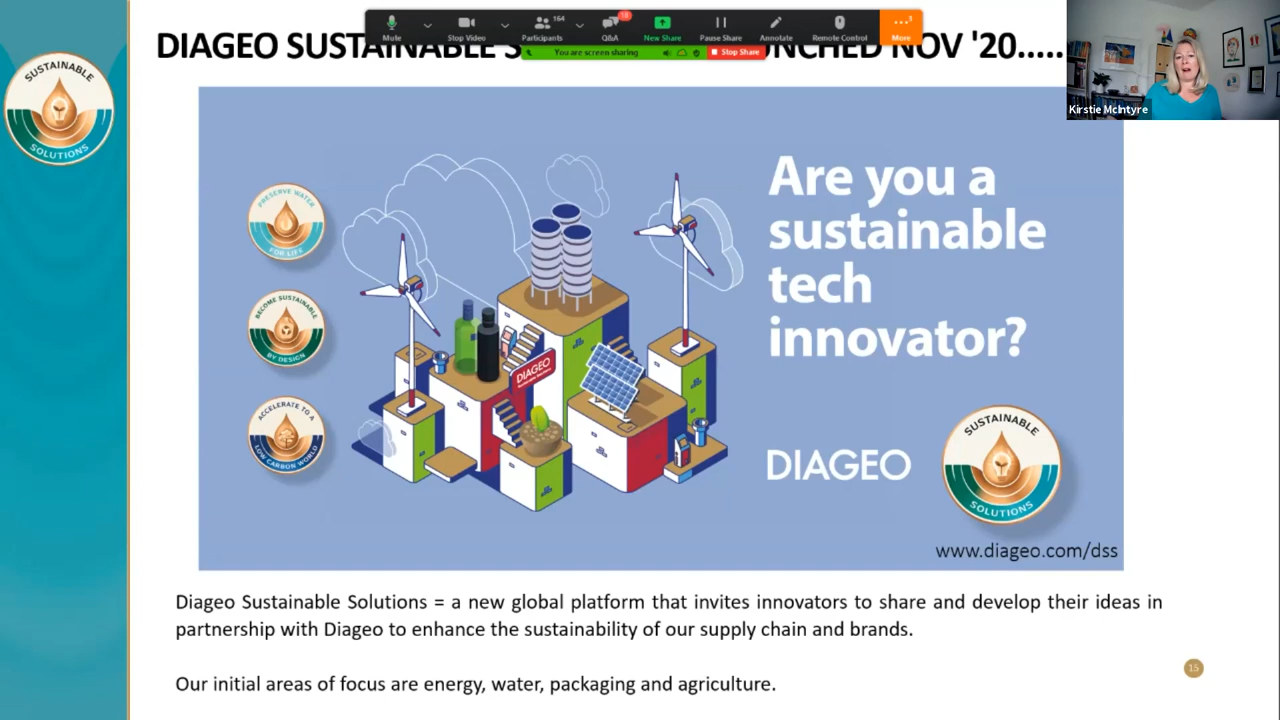 Mute
Stop Video
Participants
164
Q&A
New Share
Pause Share
Annotate
Remote Control
More
You are screen sharing
Stop Share
DIAGEO SUSTAINABLE S
NCHED NOV '20.....
Kirstie McIntyre
SUSTAINABLE
SOLUTIONS
PRESERVE WATER
FOR LIFE
BECOME SUSTAINABLE
BY DESIGN
ACCELERATE TO A
LOW CARBON WORLD
DIAGEO
Are you a
sustainable
tech
innovator?
DIAGEO
SUSTAINABLE
SOLUTIONS
www.diageo.com/dss
Diageo Sustainable Solutions = a new global platform that invites innovators to share and develop their ideas in
partnership with Diageo to enhance the sustainability of our supply chain and brands.
Our initial areas of focus are energy, water, packaging and agriculture.
15